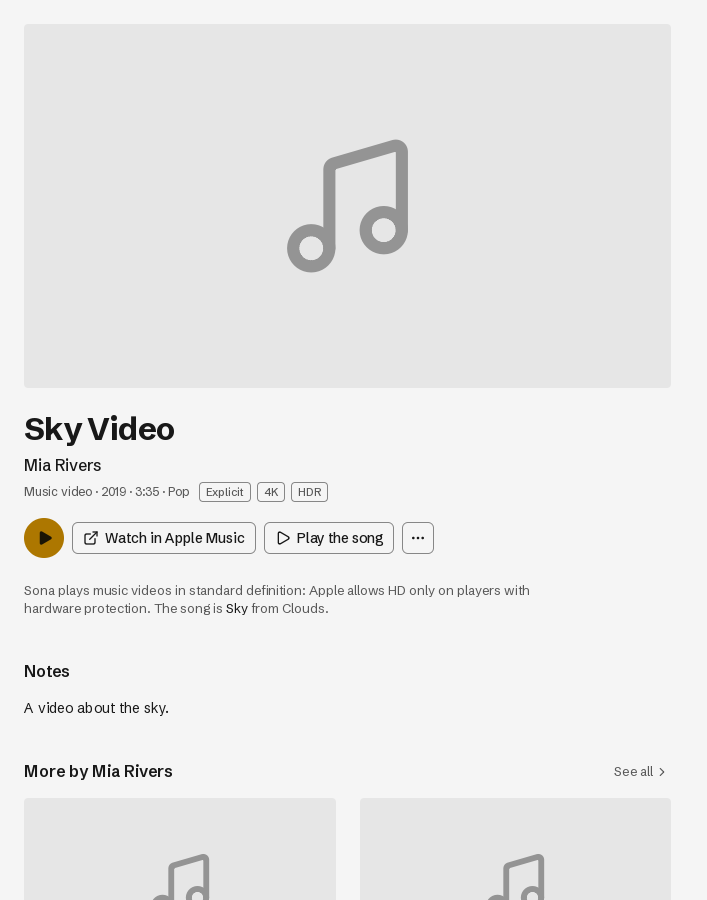 Sky Video
Mia Rivers
Music video · 2019 · 3:35 · Pop Explicit 4K HDR
Watch in Apple Music Play the song
Sona plays music videos in standard definition: Apple allows HD only on players with
hardware protection. The song is Sky from Clouds.
Notes
A video about the sky.
More by Mia Rivers See all